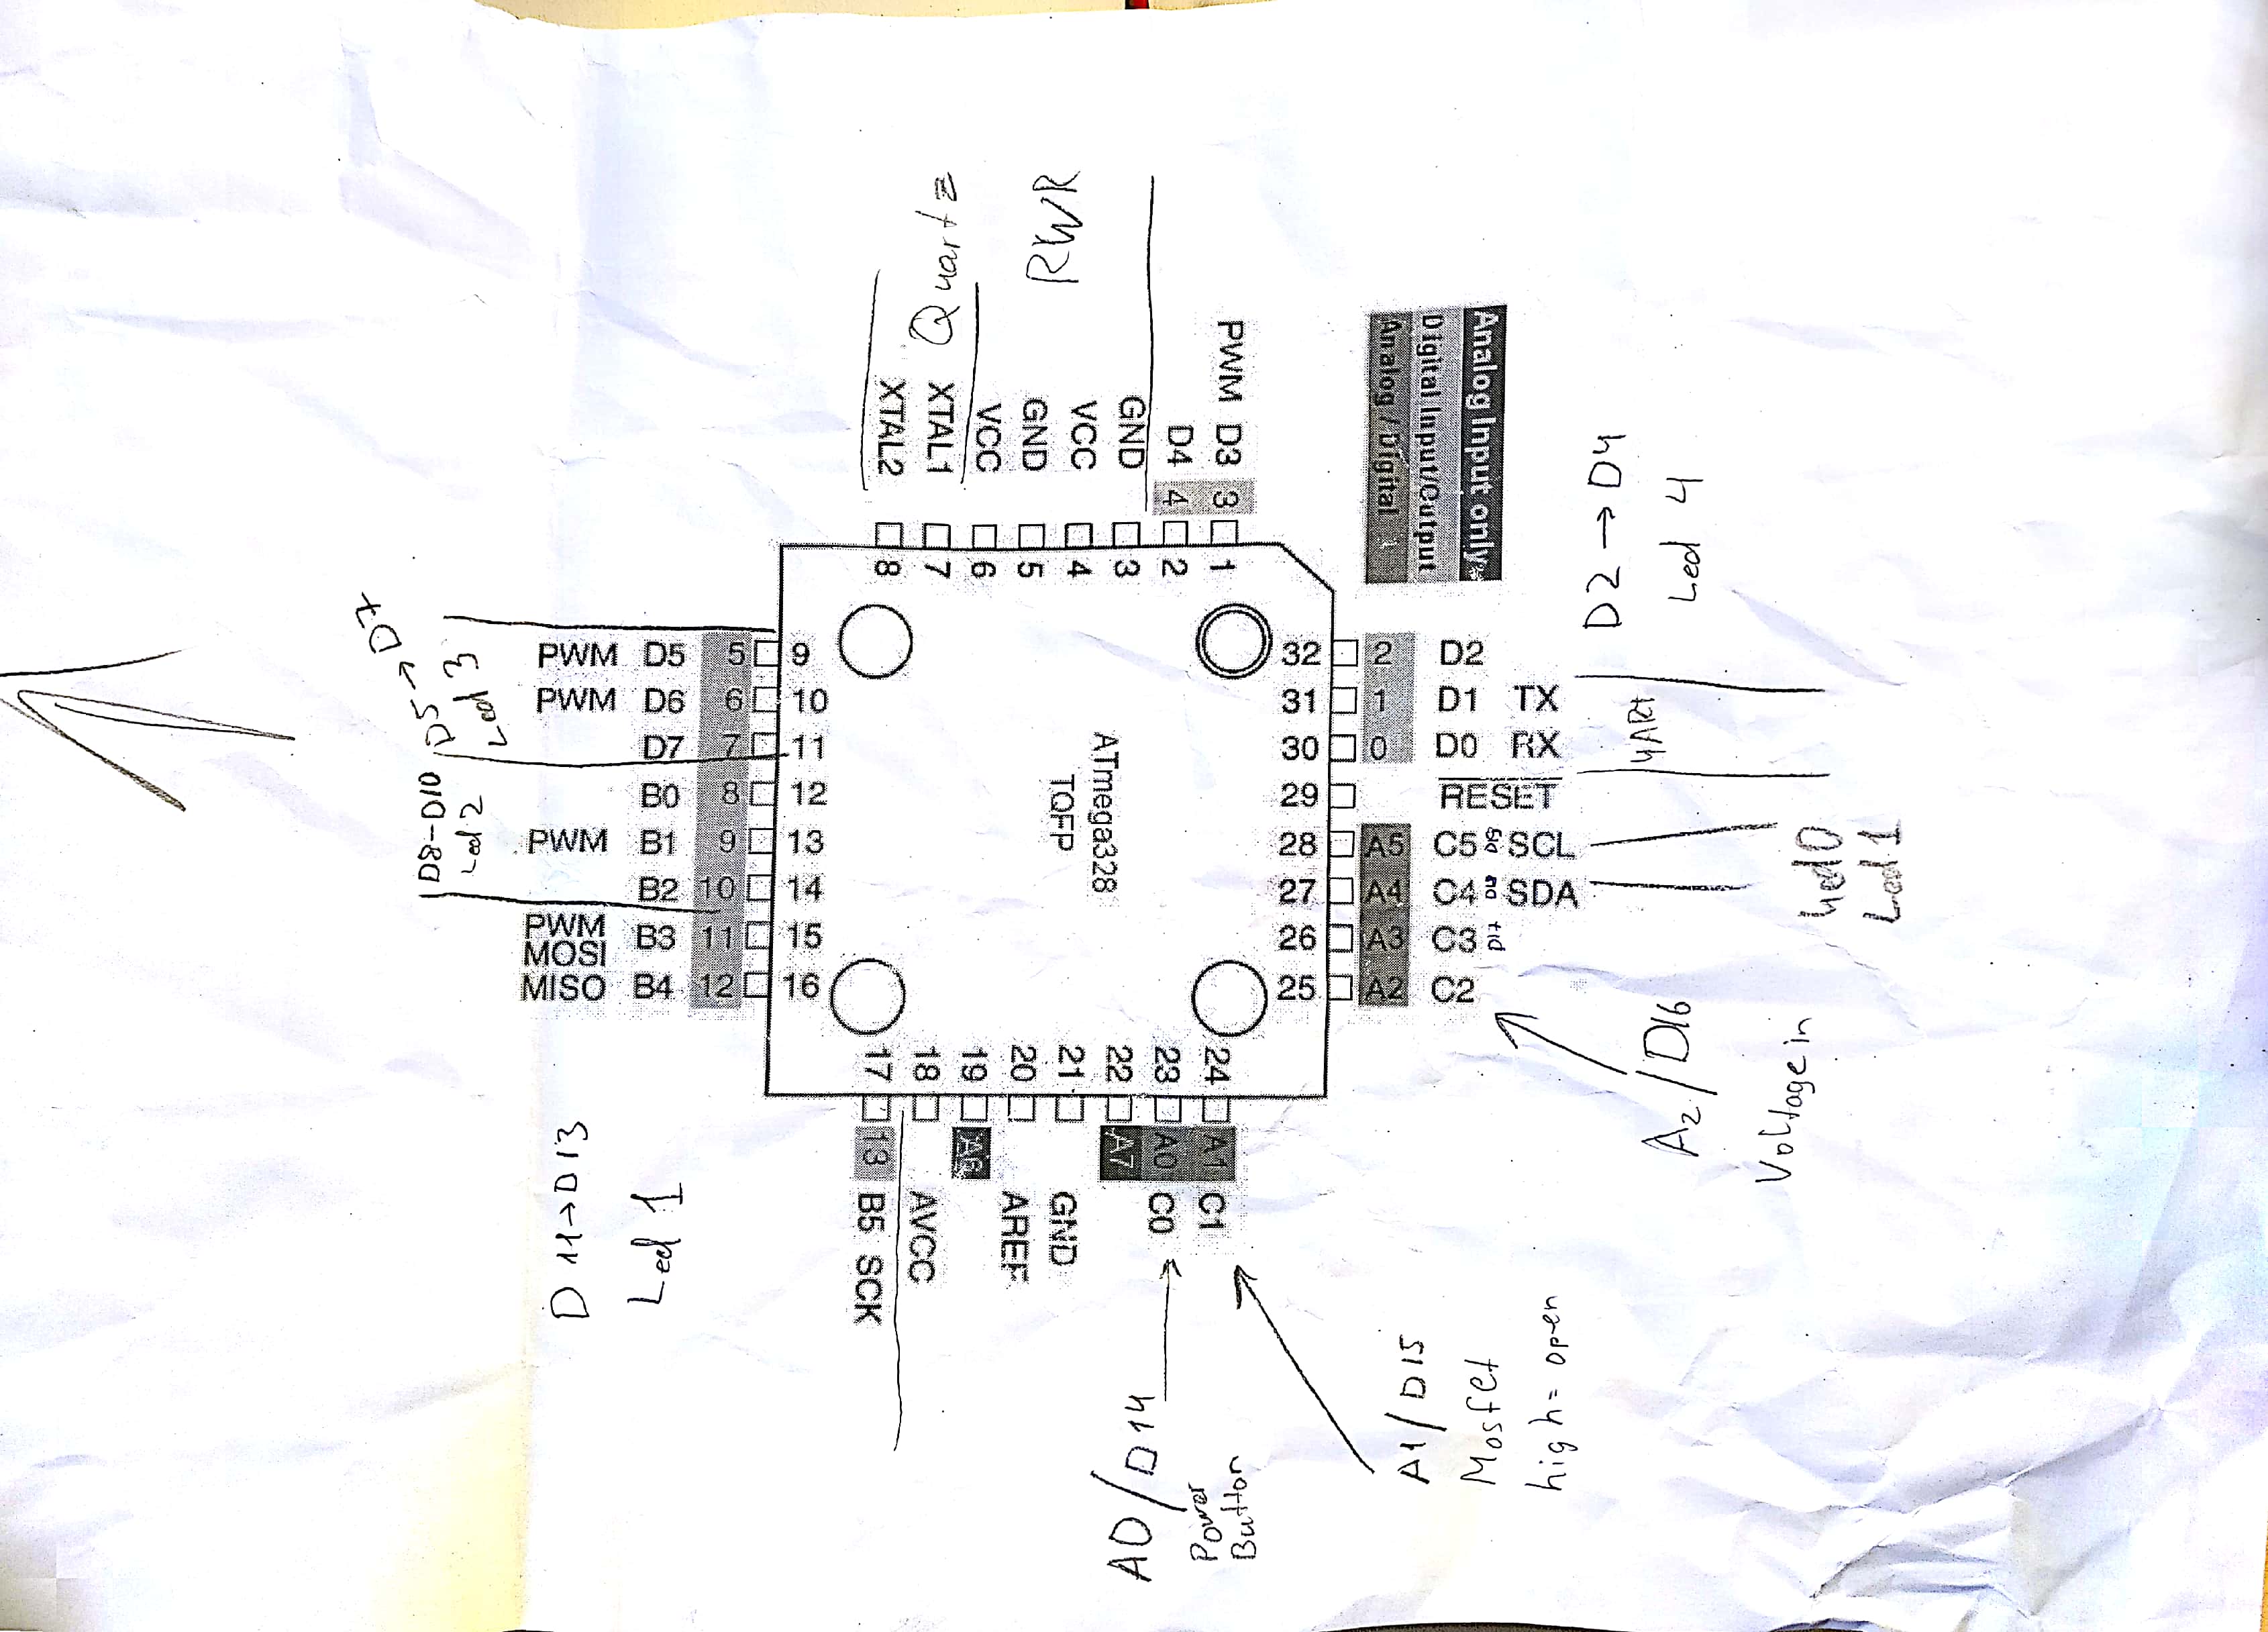 Quartz
PWR
XTAL2
XTAL1
VCC
GND
VCC
GND
D4 4
PWM D3 3
Analog Input only
Digital Input/Output
Analog / Digital
8 7 6 5 4 3 2 1
D2 → D4
Led 4
D5 → D7
Led 3
D8-D10
Led 2
PWM D5 5 9
PWM D6 6 10
D7 7 11
B0 8 12
PWM B1 9 13
B2 10 14
PWM
MOSI B3 11 15
MISO B4 12 16
ATmega328
TQFP
32 2 D2
31 1 D1 TX
30 0 D0 RX
UART
29 RESET
28 A5 C5 SCL
27 A4 C4 SDA
26 A3 C3 D17
25 A2 C2
Led 1
17 18 19 20 21 22 23 24
13 B5 SCK
AVCC
A6
AREF
GND
A7
A0 C0
A1 C1
D11→D13
Led 1
A0/D14
Power
Button
A1/D15
Mosfet
high = open
A2/D16
Voltage in